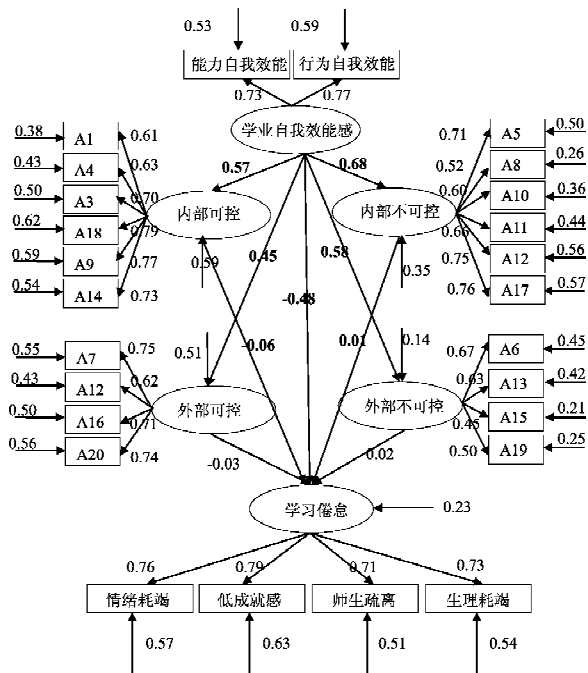 0.53 0.59
能力自我效能 行为自我效能
0.73 0.77
学业自我效能感
0.38 A1 0.61 0.57 0.68 0.71 A5 0.50
0.43 A4 0.63 0.52 A8 0.26
0.50 A3 0.70 内部可控 内部不可控 0.60 A10 0.36
0.62 A18 0.79 0.66 A11 0.44
0.59 A9 0.77 0.59 0.45 0.58 0.35 0.75 A12 0.56
0.54 A14 0.73 -0.48 0.76 A17 0.57
0.55 A7 0.75 0.51 -0.06 0.01 0.14 0.67 A6 0.45
0.43 A12 0.62 0.63 A13 0.42
0.50 A16 0.71 外部可控 外部不可控 0.45 A15 0.21
0.56 A20 0.74 0.50 A19 0.25
-0.03 0.02
学习倦怠 0.23
0.76 0.79 0.71 0.73
情绪耗竭 低成就感 师生疏离 生理耗竭
0.57 0.63 0.51 0.54